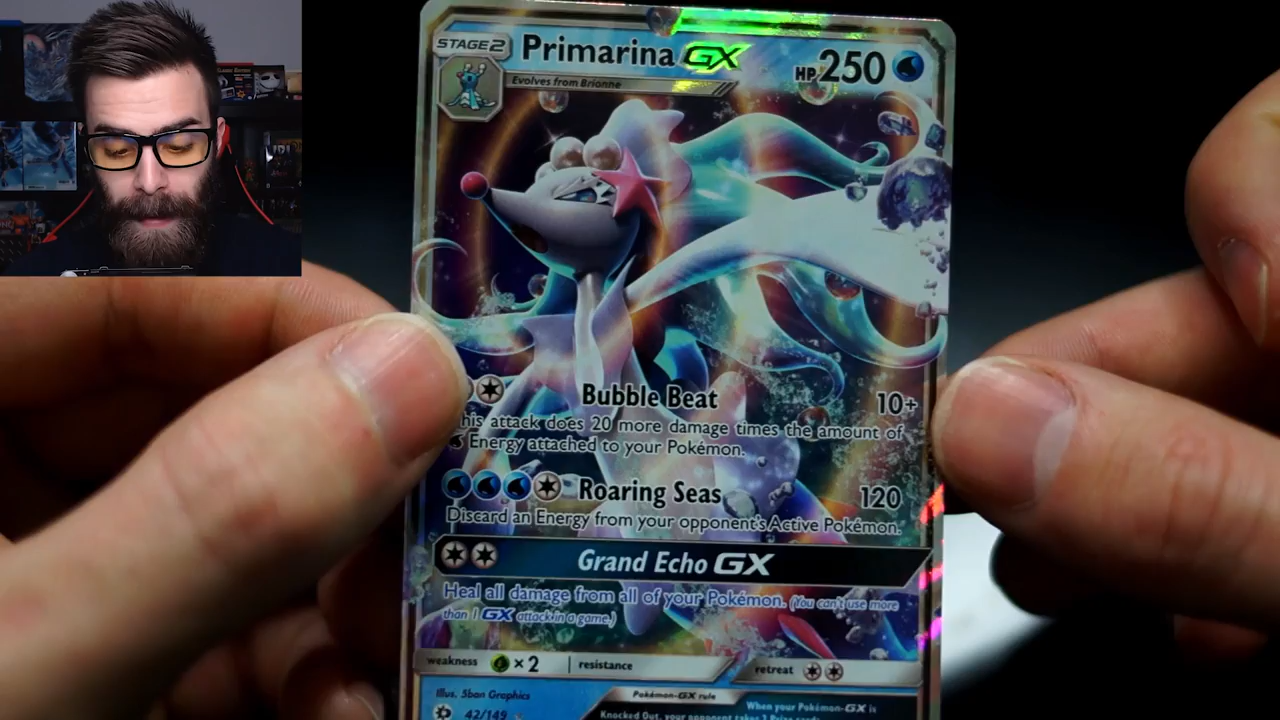 STAGE2 Primarina GX HP250
Evolves from Brionne
Bubble Beat 10+
his attack does 20 more damage times the amount of
Energy attached to your Pokémon.
Roaring Seas 120
Discard an Energy from your opponent's Active Pokémon.
Grand Echo GX
Heal all damage from all of your Pokémon. (You can't use more
than 1 GX attack in a game.)
weakness ×2 resistance retreat
Illus. 5ban Graphics Pokémon-GX rule When your Pokémon-GX is
42/149 Knocked Out, your opponent takes 2 Prize cards.